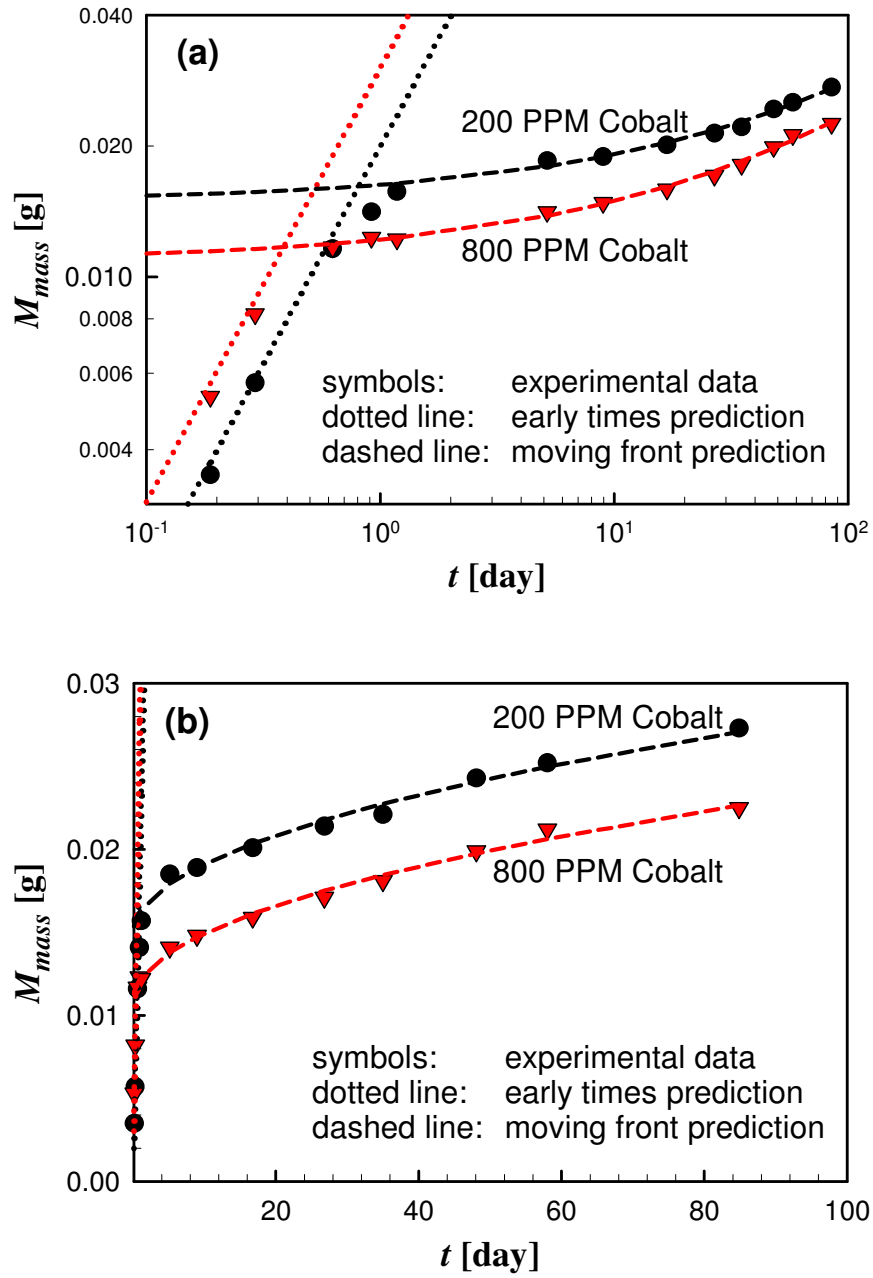 (a)
0.040
0.020
0.010
0.008
0.006
0.004
M_mass [g]
200 PPM Cobalt
800 PPM Cobalt
symbols: experimental data
dotted line: early times prediction
dashed line: moving front prediction
10^-1 10^0 10^1 10^2
t [day]
(b)
0.03
0.02
0.01
0.00
M_mass [g]
200 PPM Cobalt
800 PPM Cobalt
symbols: experimental data
dotted line: early times prediction
dashed line: moving front prediction
20 40 60 80 100
t [day]